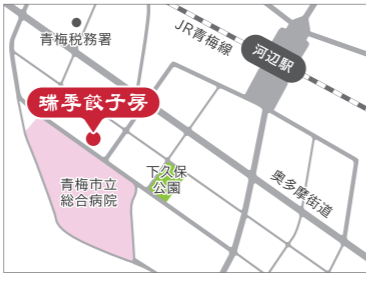 青梅税務署
JR青梅線
河辺駅
瑞季餃子房
下久保
公園
青梅市立
総合病院
奥多摩街道